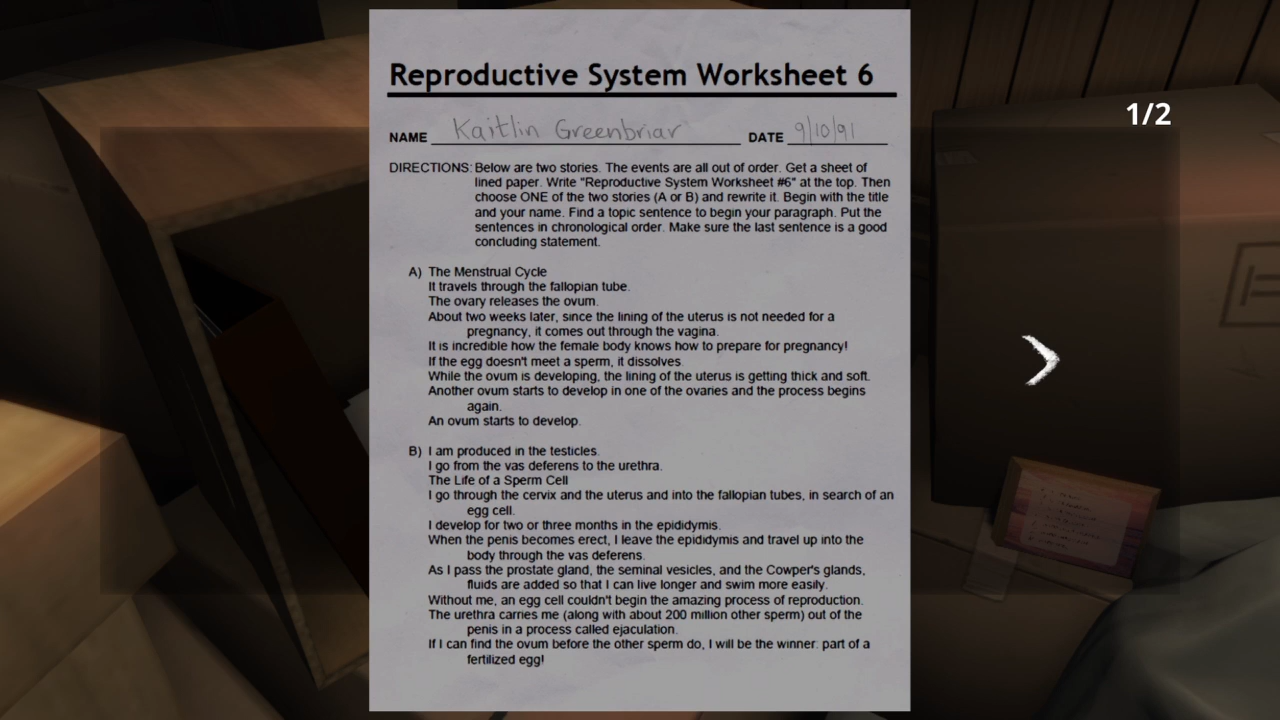 1/2
Reproductive System Worksheet 6
NAME Kaitlin Greenbriar DATE 9/10/91
DIRECTIONS: Below are two stories. The events are all out of order. Get a sheet of
lined paper. Write "Reproductive System Worksheet #6" at the top. Then
choose ONE of the two stories (A or B) and rewrite it. Begin with the title
and your name. Find a topic sentence to begin your paragraph. Put the
sentences in chronological order. Make sure the last sentence is a good
concluding statement.
A) The Menstrual Cycle
It travels through the fallopian tube.
The ovary releases the ovum.
About two weeks later, since the lining of the uterus is not needed for a
pregnancy, it comes out through the vagina.
It is incredible how the female body knows how to prepare for pregnancy!
If the egg doesn't meet a sperm, it dissolves.
While the ovum is developing, the lining of the uterus is getting thick and soft.
Another ovum starts to develop in one of the ovaries and the process begins
again.
An ovum starts to develop.
B) I am produced in the testicles.
I go from the vas deferens to the urethra.
The Life of a Sperm Cell
I go through the cervix and the uterus and into the fallopian tubes, in search of an
egg cell.
I develop for two or three months in the epididymis.
When the penis becomes erect, I leave the epididymis and travel up into the
body through the vas deferens.
As I pass the prostate gland, the seminal vesicles, and the Cowper's glands,
fluids are added so that I can live longer and swim more easily.
Without me, an egg cell couldn't begin the amazing process of reproduction.
The urethra carries me (along with about 200 million other sperm) out of the
penis in a process called ejaculation.
If I can find the ovum before the other sperm do, I will be the winner: part of a
fertilized egg!